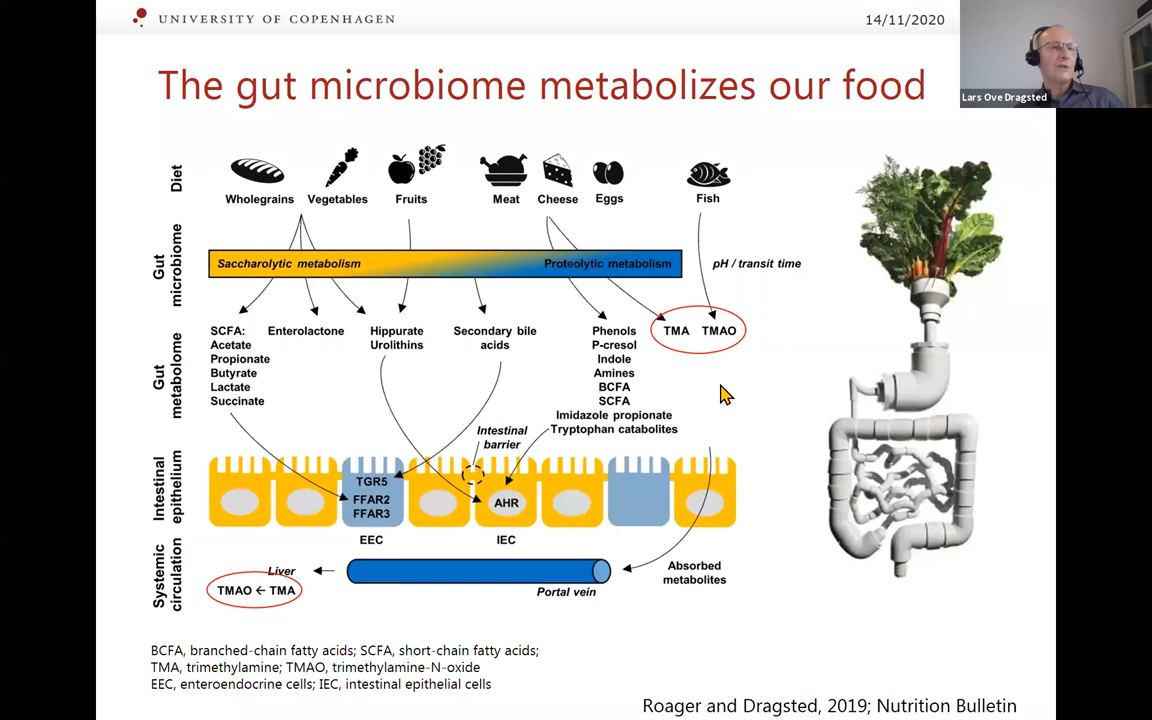 UNIVERSITY OF COPENHAGEN
14/11/2020
Lars Ove Dragsted
The gut microbiome metabolizes our food
Diet
Wholegrains Vegetables Fruits Meat Cheese Eggs Fish
Gut
microbiome
Saccharolytic metabolism Proteolytic metabolism pH / transit time
Gut
metabolome
SCFA:
Acetate
Propionate
Butyrate
Lactate
Succinate
Enterolactone
Hippurate
Urolithins
Secondary bile
acids
Phenols
P-cresol
Indole
Amines
BCFA
SCFA
Imidazole propionate
Tryptophan catabolites
TMA TMAO
Intestinal
barrier
Intestinal
epithelium
TGR5
FFAR2
FFAR3
AHR
EEC IEC
Systemic
circulation
Liver
TMAO ← TMA
Portal vein
Absorbed
metabolites
BCFA, branched-chain fatty acids; SCFA, short-chain fatty acids;
TMA, trimethylamine; TMAO, trimethylamine-N-oxide
EEC, enteroendocrine cells; IEC, intestinal epithelial cells
Roager and Dragsted, 2019; Nutrition Bulletin